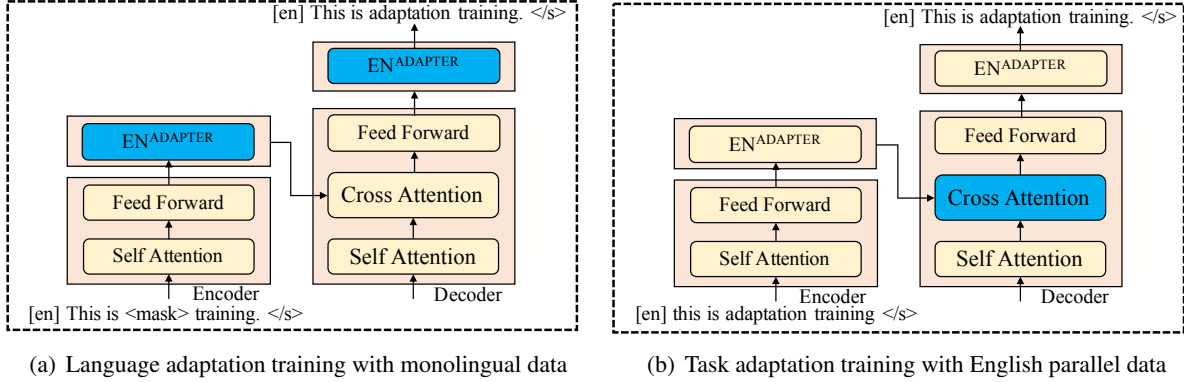 [en] This is adaptation training. </s>
EN^ADAPTER
EN^ADAPTER
Feed Forward
Cross Attention
Feed Forward
Self Attention
Self Attention
Encoder
Decoder
[en] This is <mask> training. </s>
(a) Language adaptation training with monolingual data
[en] This is adaptation training. </s>
EN^ADAPTER
Feed Forward
EN^ADAPTER
Cross Attention
Feed Forward
Self Attention
Self Attention
Encoder
Decoder
[en] this is adaptation training </s>
(b) Task adaptation training with English parallel data